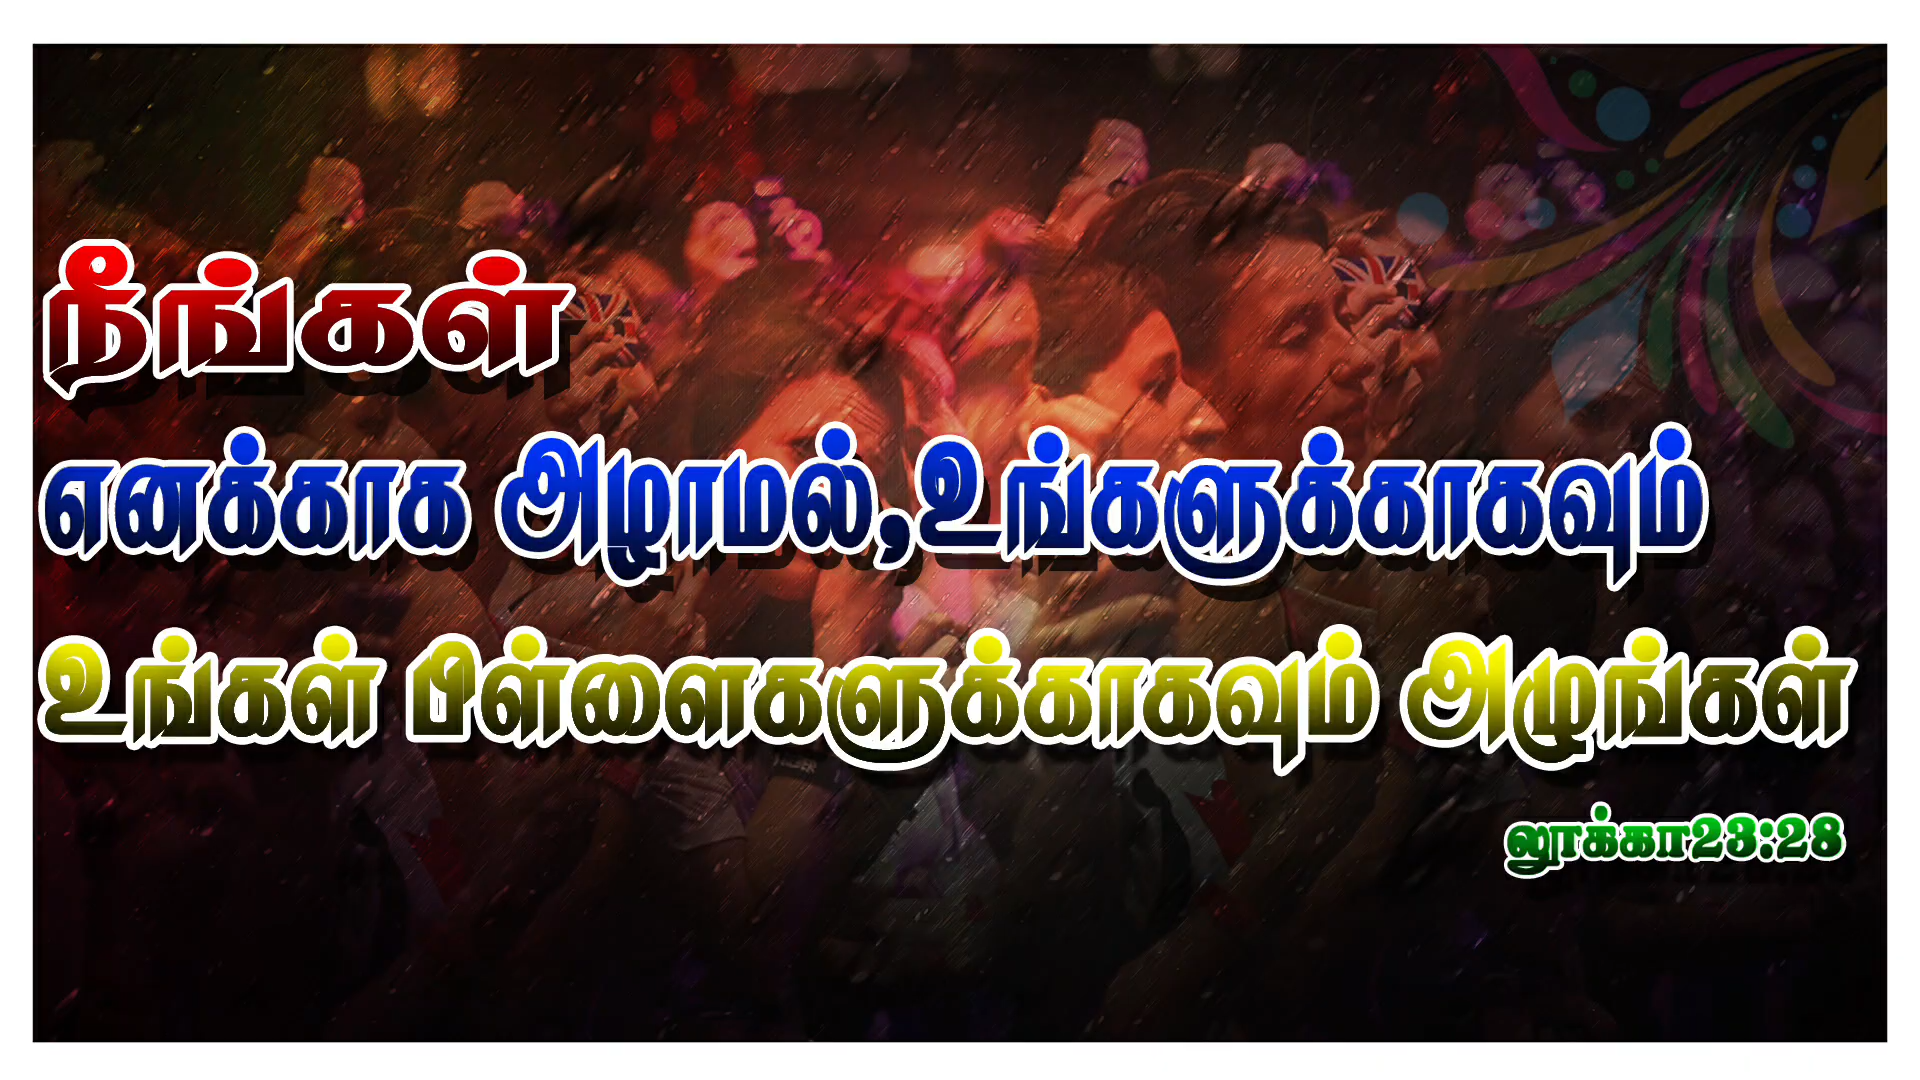 நீங்கள்
எனக்காக அழாமல்,உங்களுக்காகவும்
உங்கள் பிள்ளைகளுக்காகவும் அழுங்கள்
லூக்கா23:28